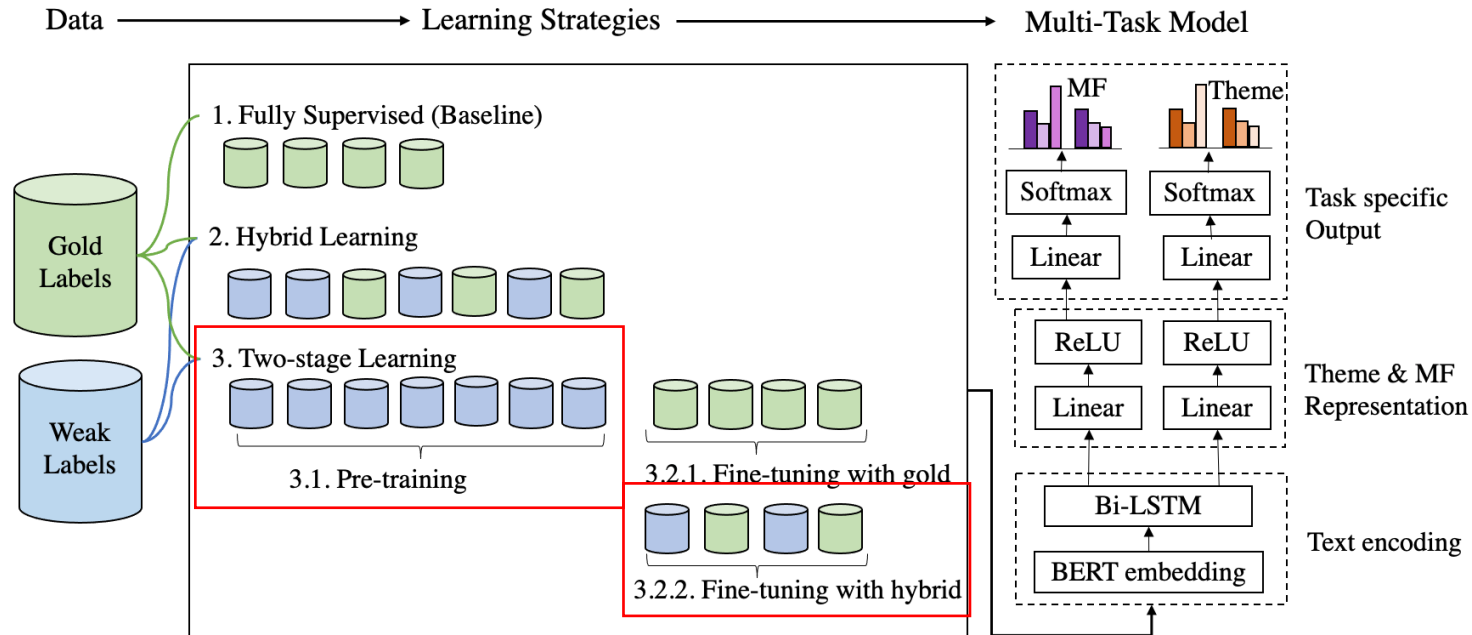 Data
Learning Strategies
Multi-Task Model
Gold
Labels
Weak
Labels
1. Fully Supervised (Baseline)
2. Hybrid Learning
3. Two-stage Learning
3.1. Pre-training
3.2.1. Fine-tuning with gold
3.2.2. Fine-tuning with hybrid
MF
Theme
Softmax
Softmax
Linear
Linear
Task specific
Output
ReLU
ReLU
Linear
Linear
Theme & MF
Representation
Bi-LSTM
BERT embedding
Text encoding